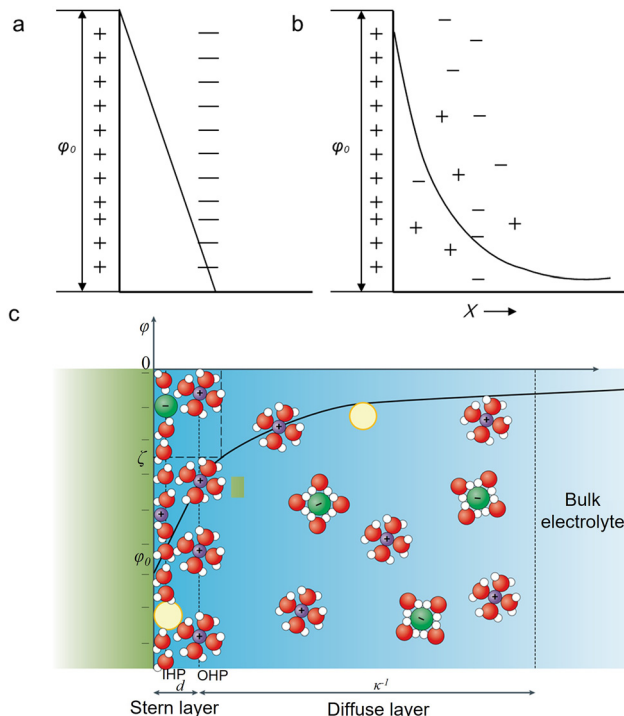 a
b
φ₀
φ₀
X
c
φ
0
ζ
φ₀
Bulk
electrolyte
IHP
OHP
d
κ⁻¹
Stern layer
Diffuse layer